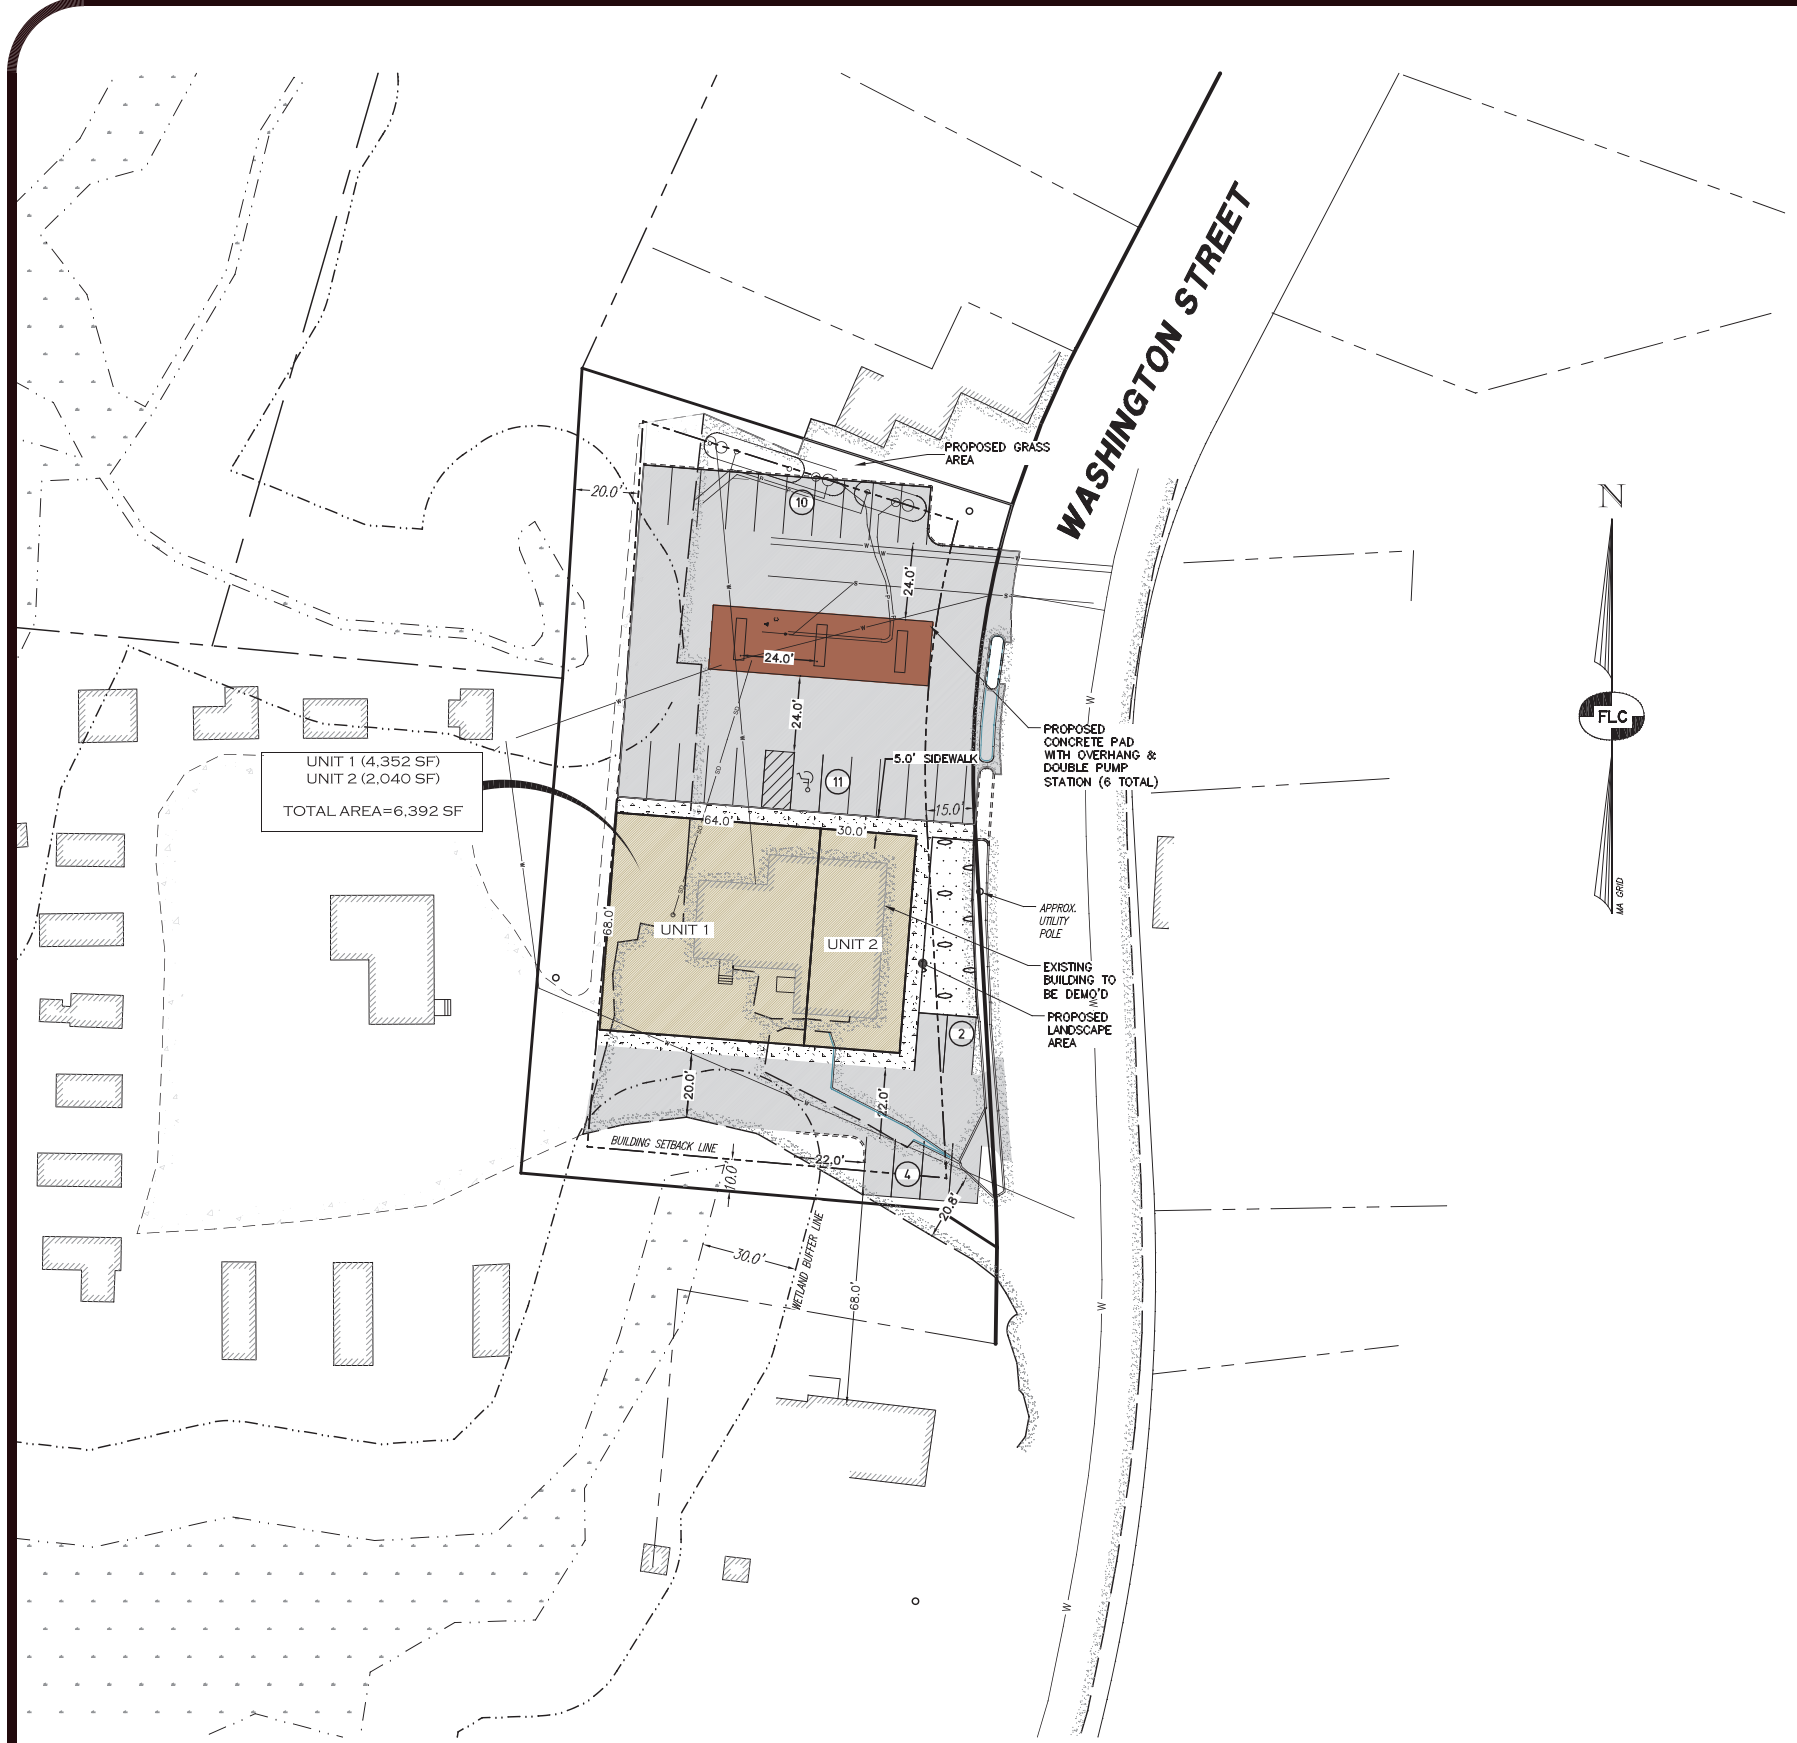 WASHINGTON STREET
PROPOSED GRASS
AREA
20.0'
10
24.0'
N
FLC
MA GRID
24.0'
24.0'
PROPOSED
CONCRETE PAD
WITH OVERHANG &
DOUBLE PUMP
STATION (6 TOTAL)
5.0' SIDEWALK
11
15.0'
UNIT 1 (4,352 SF)
UNIT 2 (2,040 SF)
TOTAL AREA=6,392 SF
64.0'
30.0'
68.0'
UNIT 1
UNIT 2
APPROX.
UTILITY
POLE
EXISTING
BUILDING TO
BE DEMO'D
PROPOSED
LANDSCAPE
AREA
2
20.0'
22.0'
BUILDING SETBACK LINE
22.0'
4
10.0'
20.8'
30.0'
WETLAND BUFFER LINE
68.0'
W
W
W
W
W
W
W
W
W
SD
SD
SD
SD
S
S